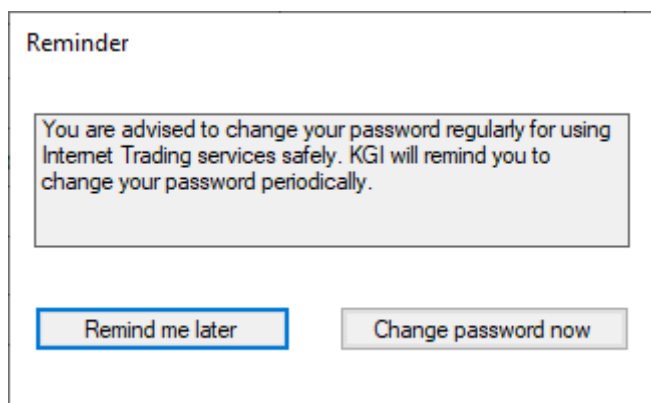 Reminder
You are advised to change your password regularly for using
Internet Trading services safely. KGI will remind you to
change your password periodically.
Remind me later
Change password now